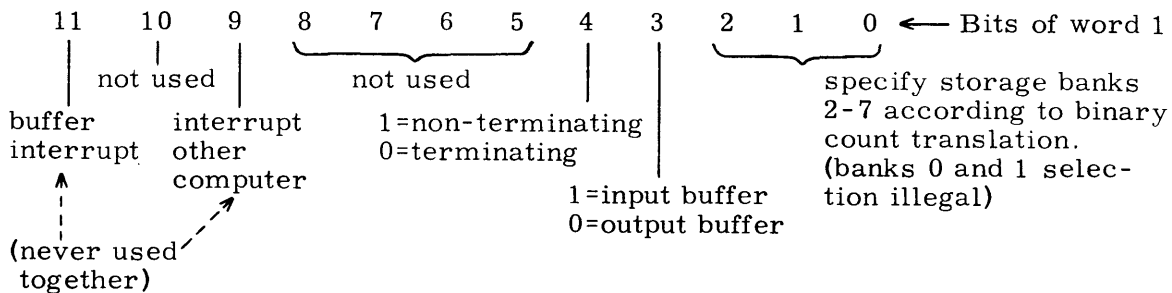 11 10 9 8 7 6 5 4 3 2 1 0 ← Bits of word 1
not used
not used
buffer
interrupt
interrupt
other
computer
1=non-terminating
0=terminating
specify storage banks
2-7 according to binary
count translation.
(banks 0 and 1 selec-
tion illegal)
1=input buffer
0=output buffer
(never used
together)